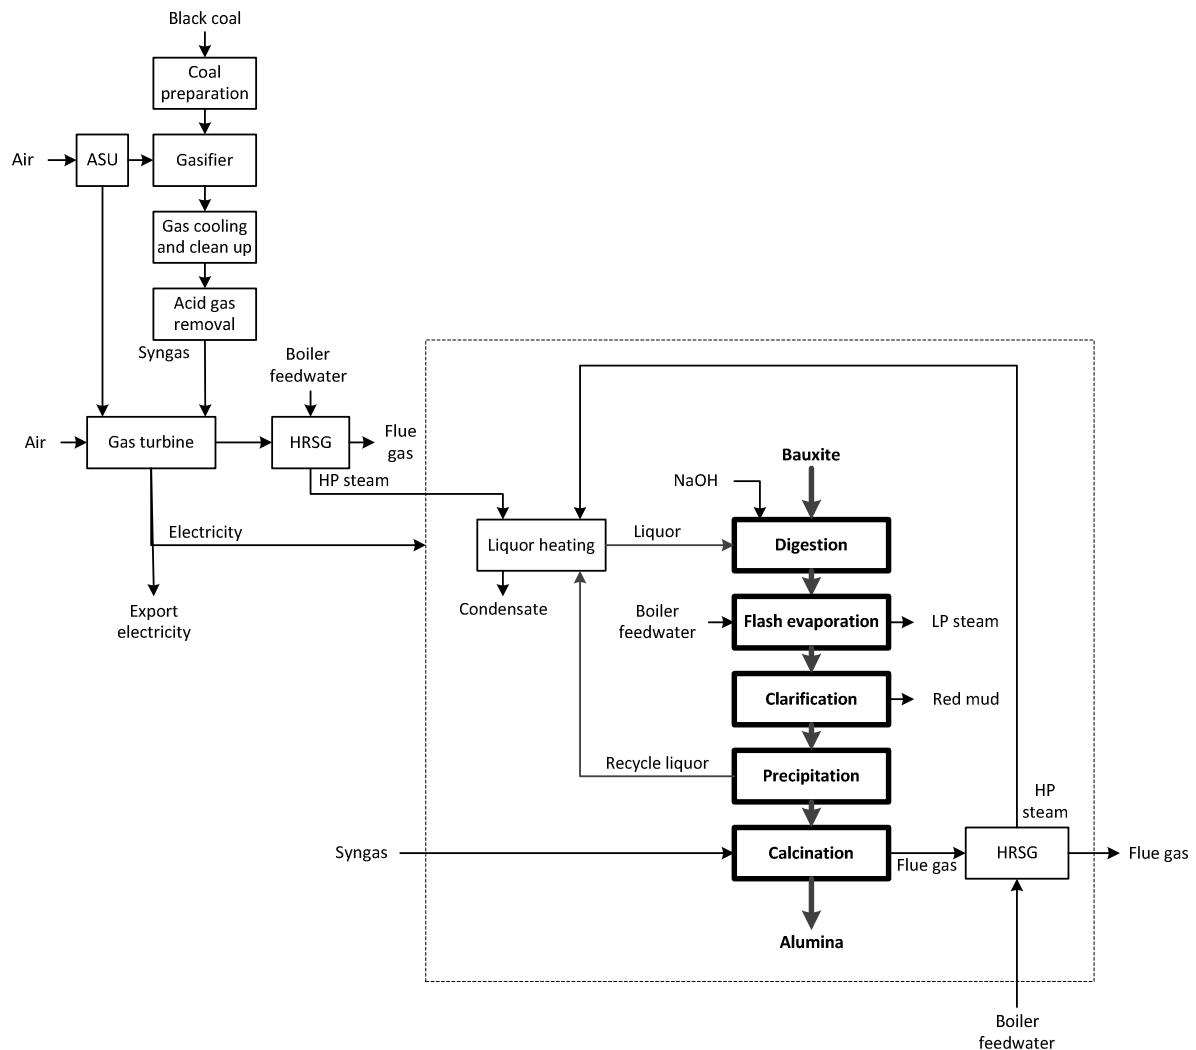 Black coal
Coal
preparation
Air
ASU
Gasifier
Gas cooling
and clean up
Acid gas
removal
Syngas
Boiler
feedwater
Air
Gas turbine
HRSG
Flue
gas
HP steam
Electricity
Export
electricity
Bauxite
NaOH
Liquor heating
Liquor
Digestion
Condensate
Boiler
feedwater
Flash evaporation
LP steam
Clarification
Red mud
Recycle liquor
Precipitation
HP
steam
Syngas
Calcination
Flue gas
HRSG
Flue gas
Alumina
Boiler
feedwater